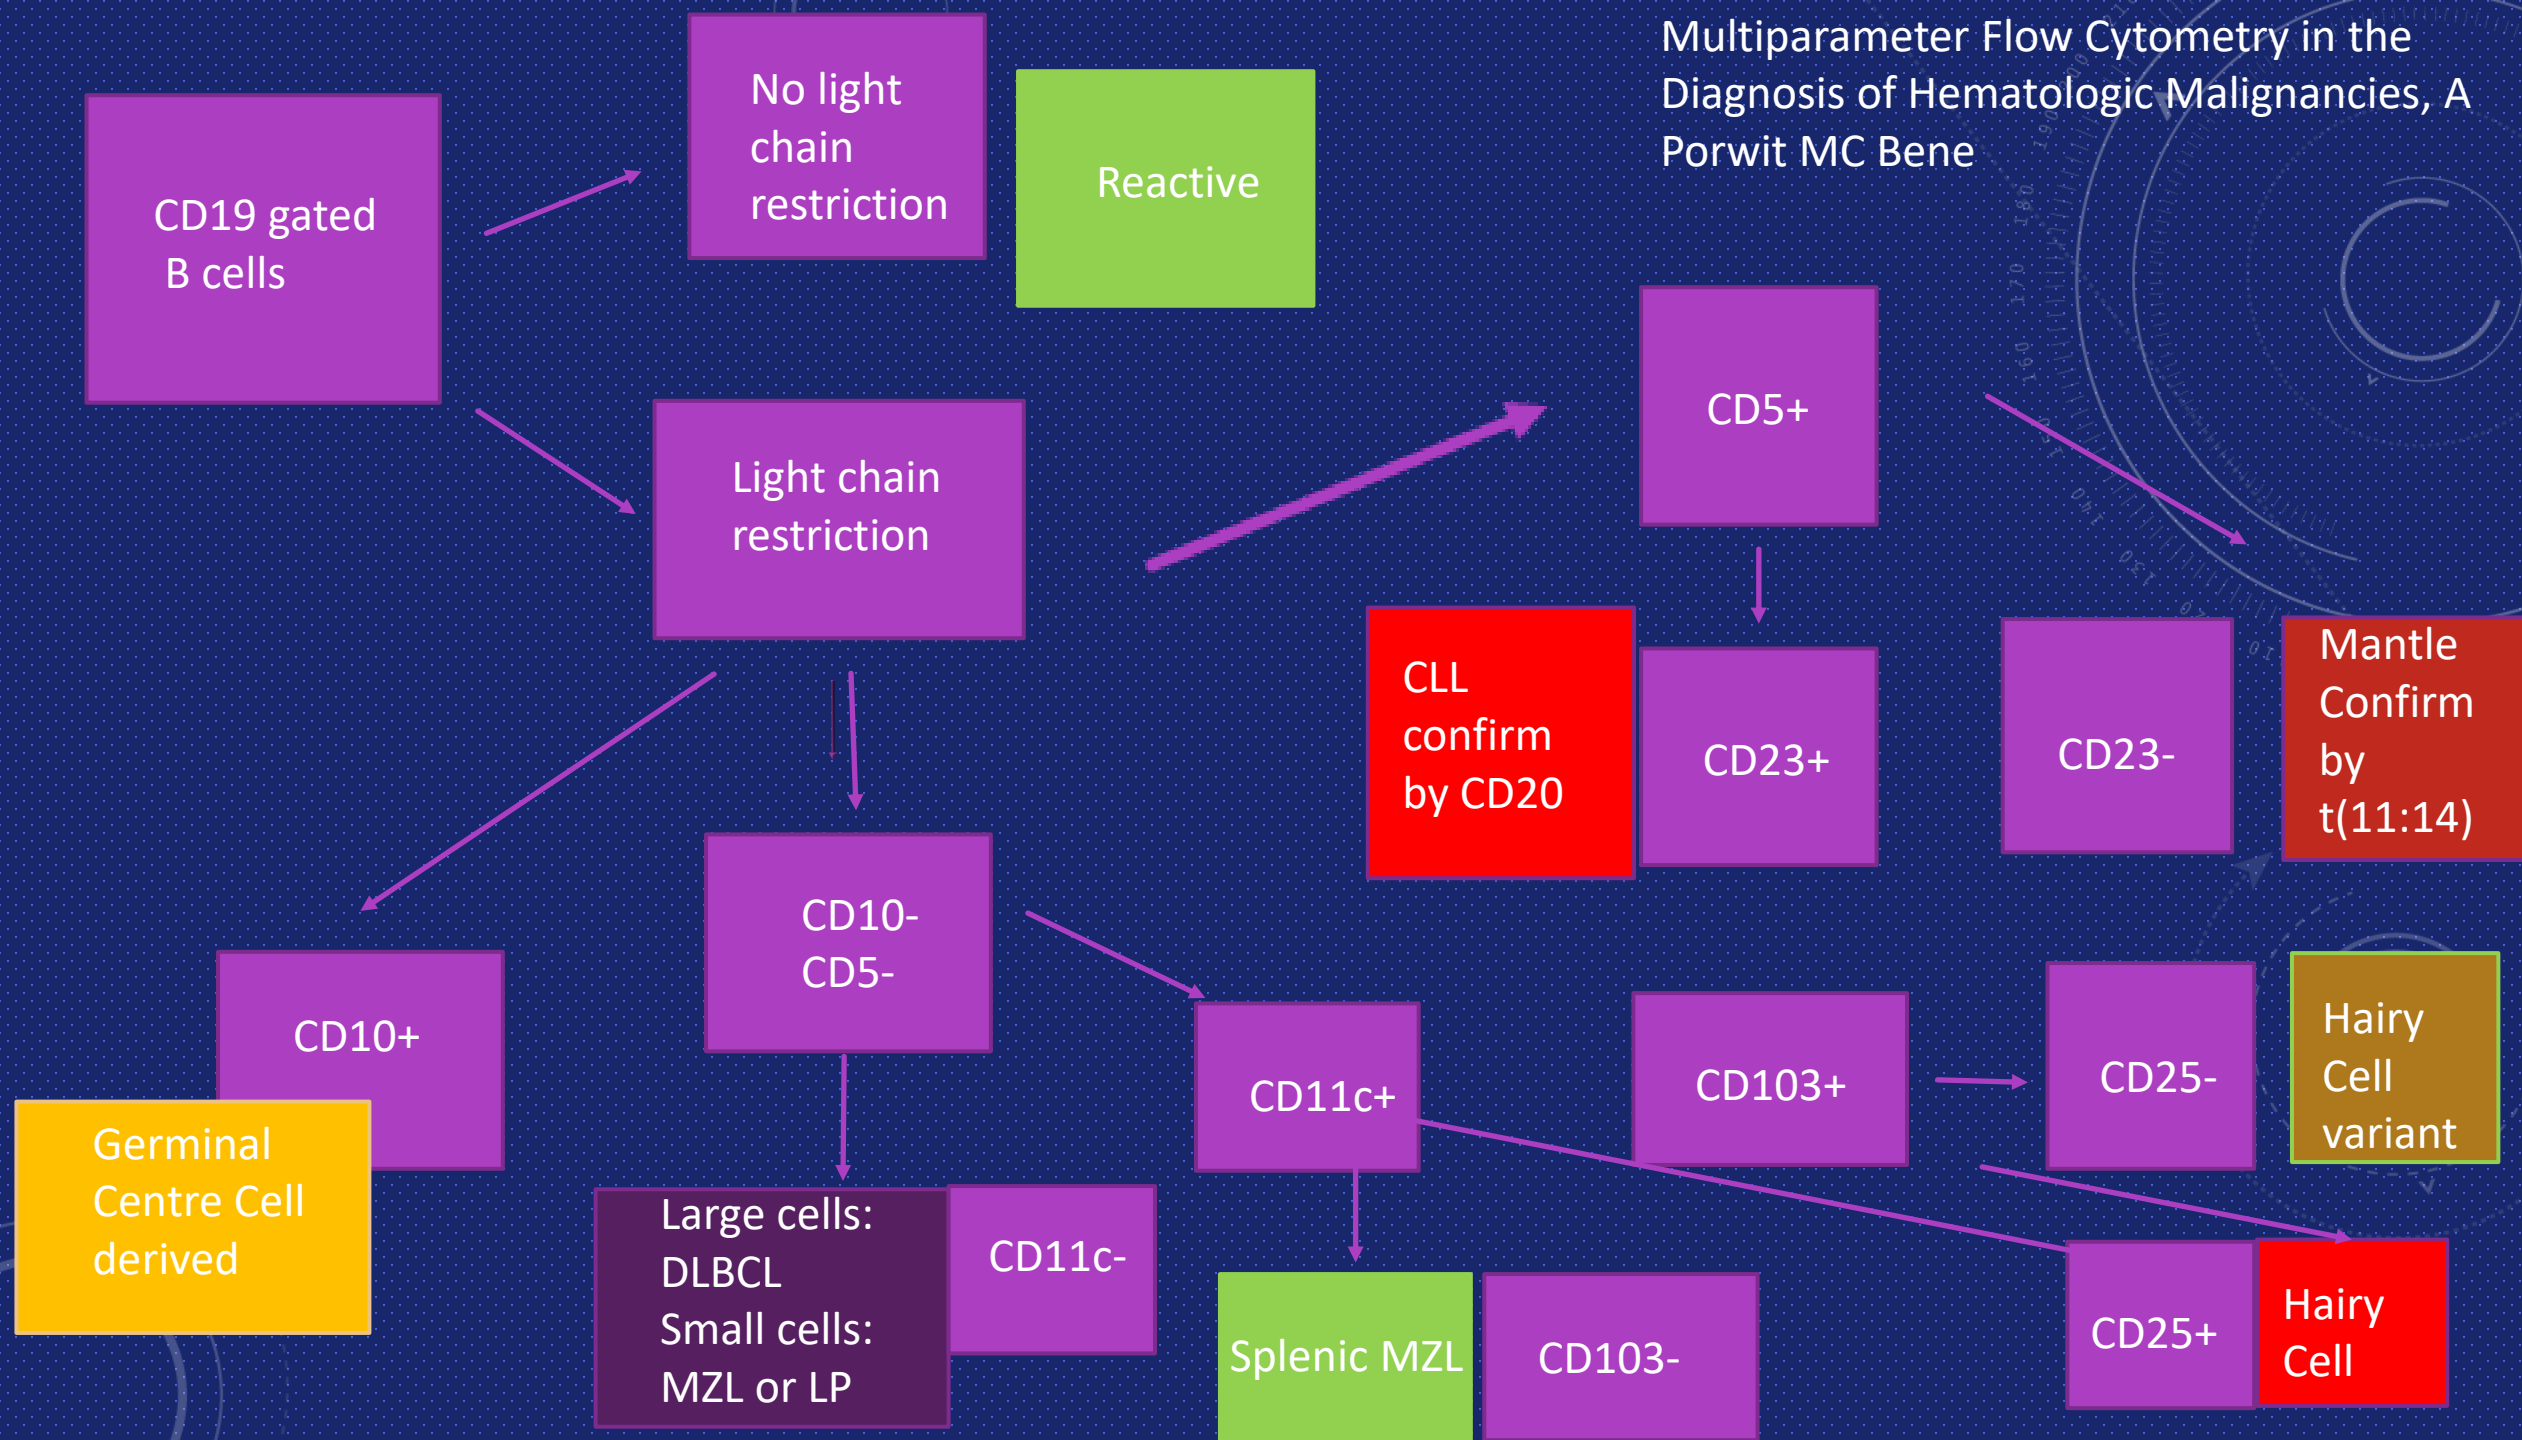 Multiparameter Flow Cytometry in the
Diagnosis of Hematologic Malignancies, A
Porwit MC Bene
No light
chain
restriction
Reactive
CD19 gated
B cells
Light chain
restriction
CD5+
CLL
confirm
by CD20
CD23+
CD23-
Mantle
Confirm
by
t(11:14)
CD10-
CD5-
CD10+
Germinal
Centre Cell
derived
Large cells:
DLBCL
Small cells:
MZL or LP
CD11c-
CD11c+
CD103+
CD25-
Hairy
Cell
variant
Splenic MZL
CD103-
CD25+
Hairy
Cell